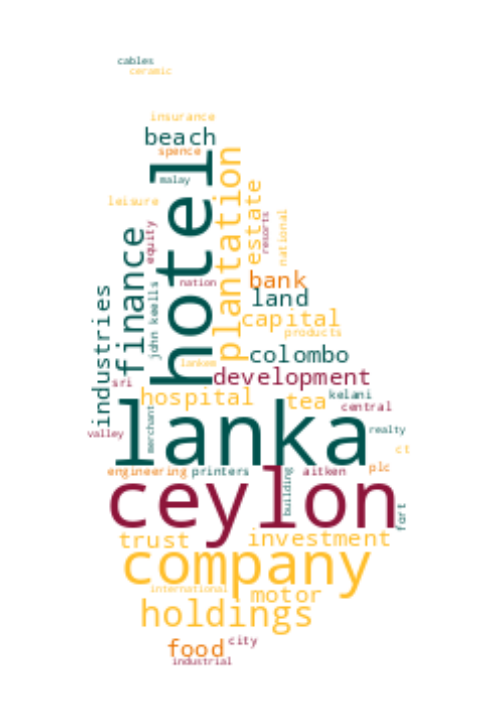 cables
ceramic
insurance
beach
spence
hotel
plantation
malay
leisure
estate
resorts
national
equity
finance
nation
john keells
industries
bank
land
capital
products
colombo
lankem
development
sri
hospital
tea
kelani
central
lanka
merchant
valley
realty
ct
engineering
printers
building
aitken
plc
ceylon
fort
trust
investment
company
international
motor
holdings
food
city
industrial